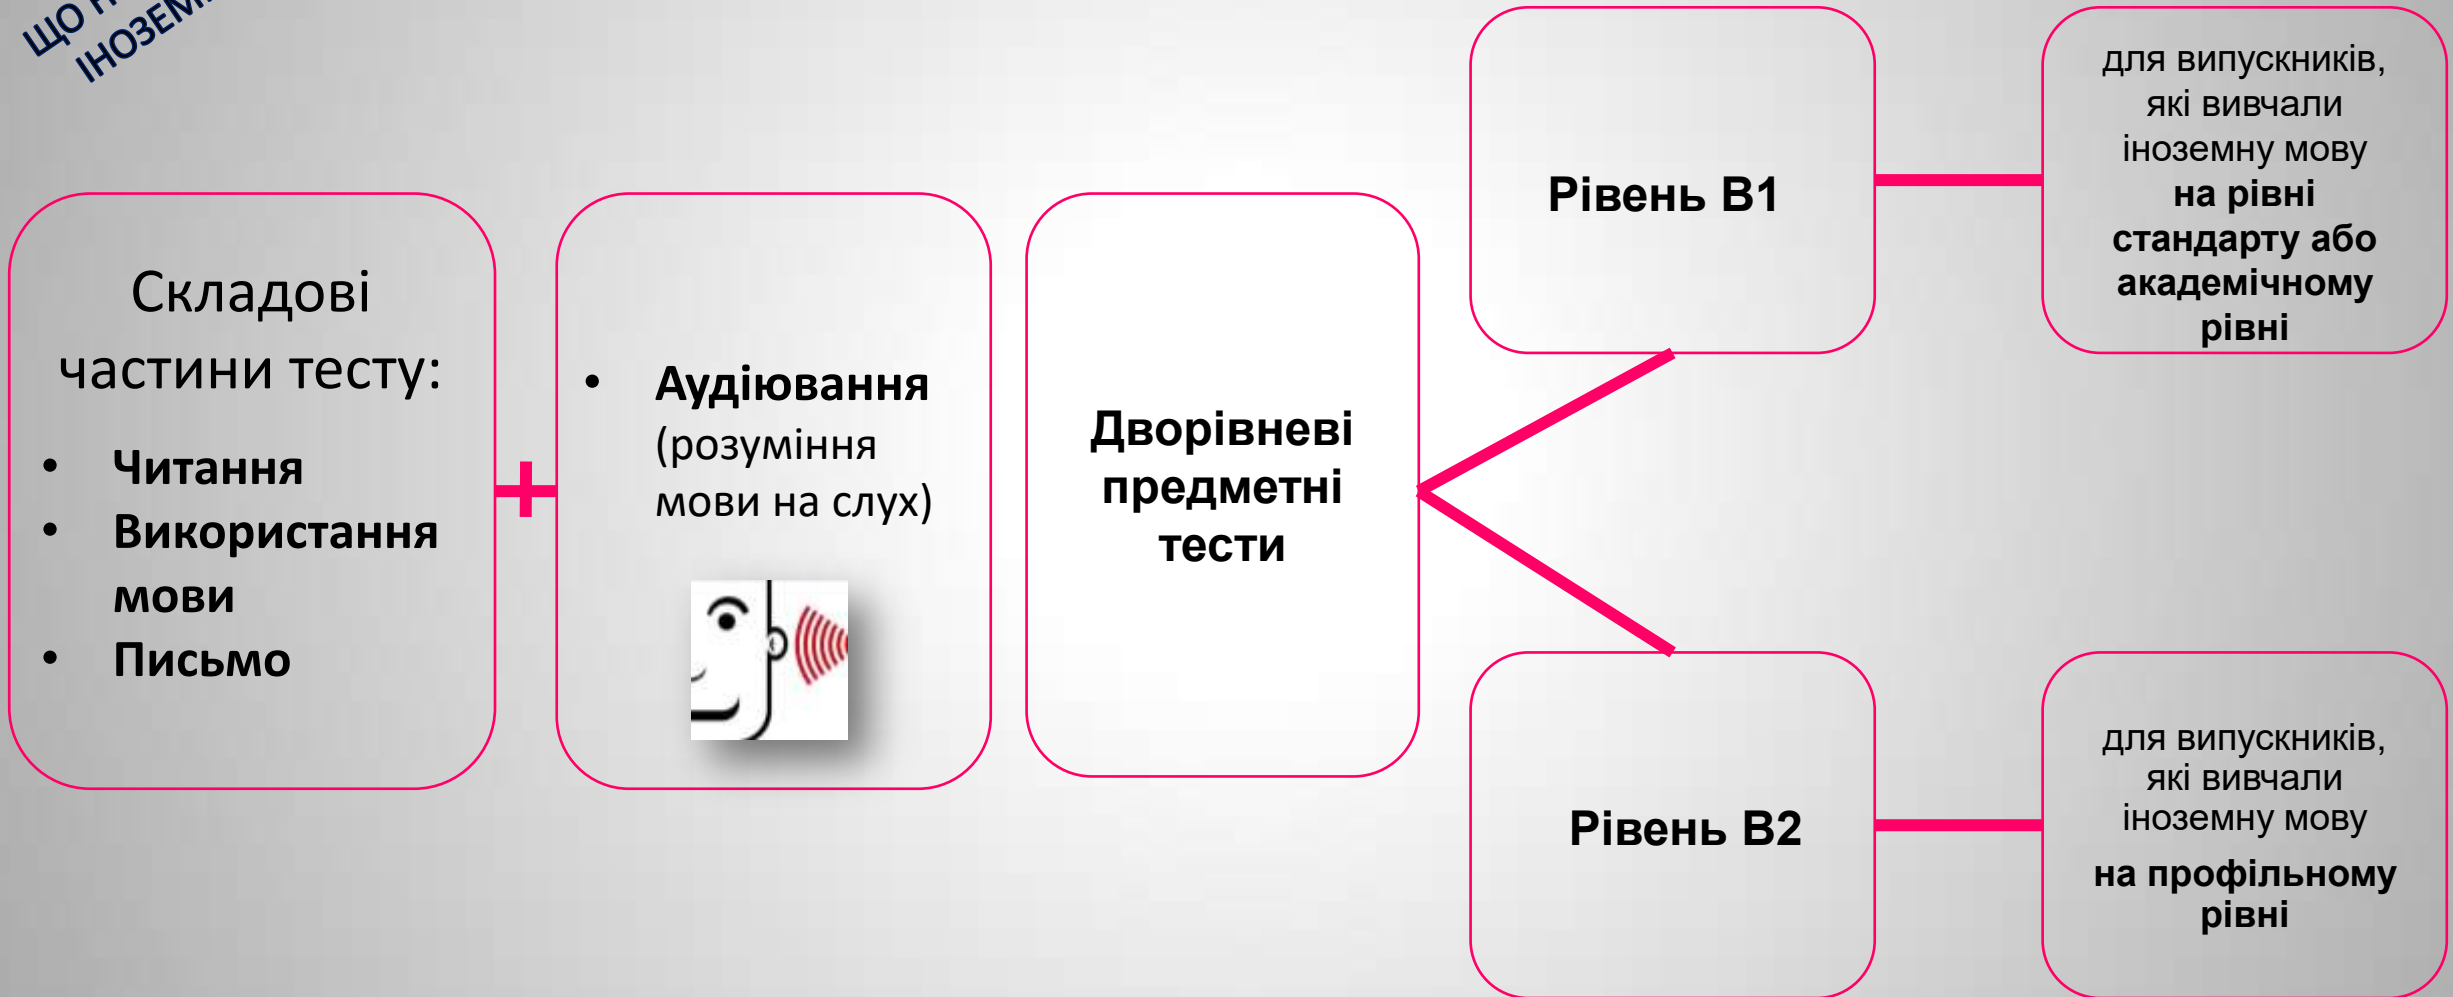 ЩО
Складові
частини тесту:
• Читання
• Використання
мови
• Письмо
• Аудіювання
(розуміння
мови на слух)
Дворівневі
предметні
тести
Рівень В1
для випускників,
які вивчали
іноземну мову
на рівні
стандарту або
академічному
рівні
Рівень В2
для випускників,
які вивчали
іноземну мову
на профільному
рівні